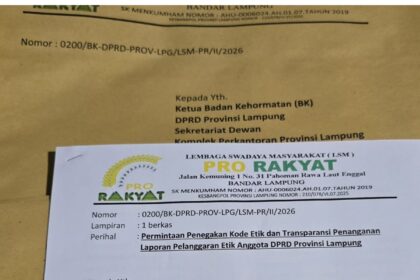 BANDAR LAMPUNG
SK MENKUMHAM NOMOR : AHU-0006024.AH.01.07.TAHUN 2019
RAKYAT
Nomor : 0200/BK-DPRD-PROV-LPG/LSM-PR/II/2026
Kepada Yth.
Ketua Badan Kehormatan (BK)
DPRD Provinsi Lampung
Sekretariat Dewan
Komplek Perkantoran Provinsi Lampung
LEMBAGA SWADAYA MASYARAKAT ( LSM )
PRO RAKYAT
Jalan Kemuning 1 No. 31 Pahoman Rawa Laut Enggal
BANDAR LAMPUNG
SK MENKUMHAM NOMOR : AHU-0006024.AH.01.07.TAHUN 2019
PRO
RAKYAT
Nomor : 0200/BK-DPRD-PROV-LPG/LSM-PR/II/2026
Lampiran : 1 berkas
Perihal : Permintaan Penegakan Kode Etik dan Transparansi Penanganan
Laporan Pelanggaran Etik Anggota DPRD Provinsi Lampung